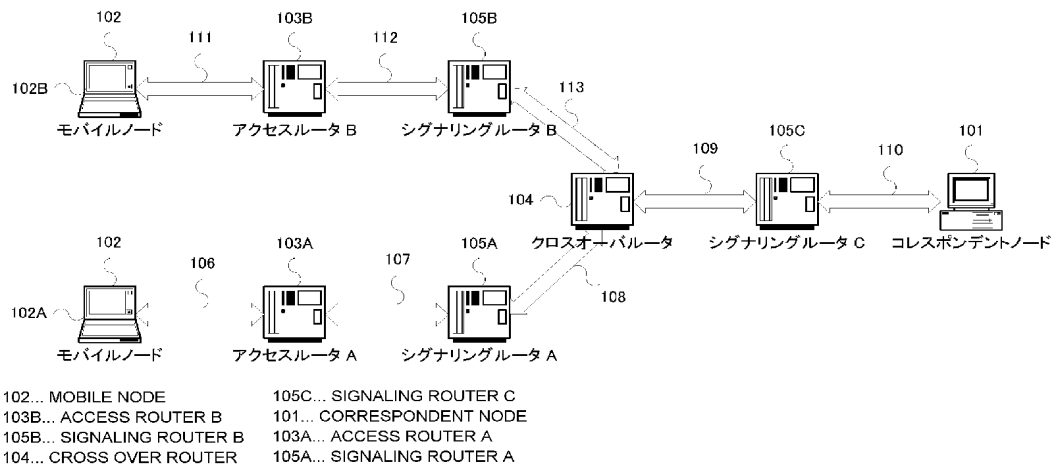 102
103B
105B
111
112
102B
113
モバイルノード
アクセスルータ B
シグナリングルータ B
109
105C
110
101
104
クロスオーバルータ
シグナリングルータ C
コレスポンデントノード
102
106
103A
107
105A
108
102A
モバイルノード
アクセスルータ A
シグナリングルータ A
102... MOBILE NODE
103B... ACCESS ROUTER B
105B... SIGNALING ROUTER B
104... CROSS OVER ROUTER
105C... SIGNALING ROUTER C
101... CORRESPONDENT NODE
103A... ACCESS ROUTER A
105A... SIGNALING ROUTER A